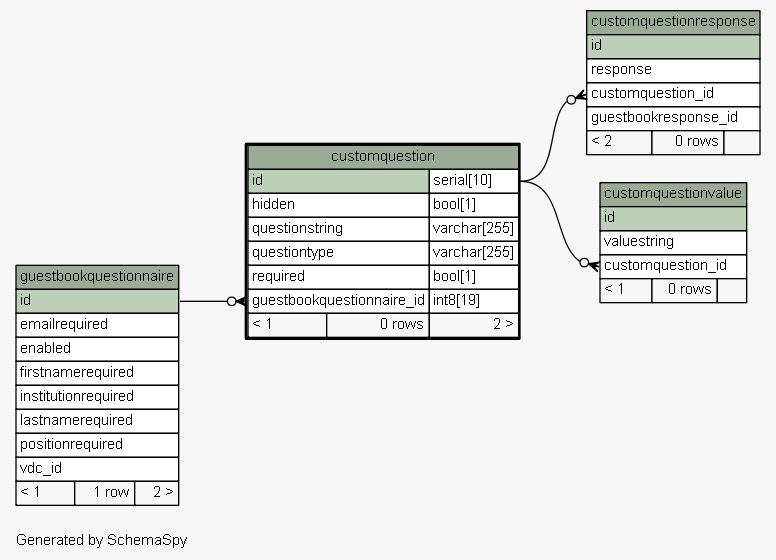 customquestionresponse
id
response
customquestion_id
guestbookresponse_id
< 2 0 rows
customquestion
id serial[10]
hidden bool[1]
questionstring varchar[255]
questiontype varchar[255]
required bool[1]
guestbookquestionnaire_id int8[19]
< 1 0 rows 2 >
customquestionvalue
id
valuestring
customquestion_id
< 1 0 rows
guestbookquestionnaire
id
emailrequired
enabled
firstnamerequired
institutionrequired
lastnamerequired
positionrequired
vdc_id
< 1 1 row 2 >
Generated by SchemaSpy